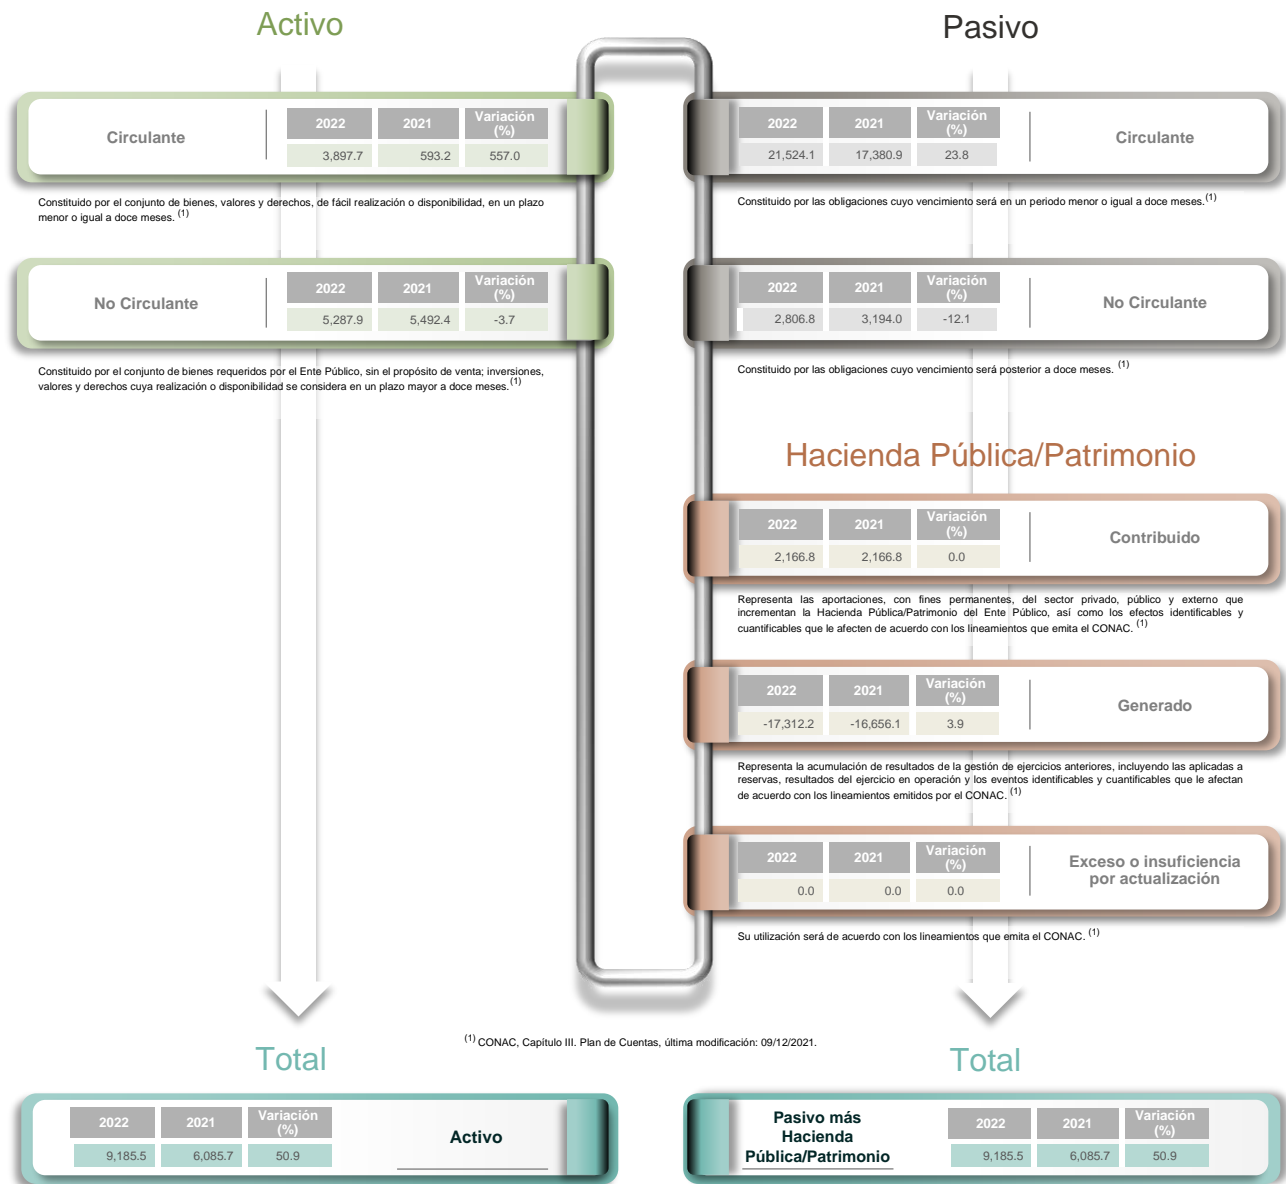 Activo
Circulante
2022 2021 Variación (%)
3,897.7 593.2 557.0
Constituido por el conjunto de bienes, valores y derechos, de fácil realización o disponibilidad, en un plazo
menor o igual a doce meses. (1)
No Circulante
2022 2021 Variación (%)
5,287.9 5,492.4 -3.7
Constituido por el conjunto de bienes requeridos por el Ente Público, sin el propósito de venta; inversiones,
valores y derechos cuya realización o disponibilidad se considera en un plazo mayor a doce meses. (1)
Pasivo
2022 2021 Variación (%)
21,524.1 17,380.9 23.8
Circulante
Constituido por las obligaciones cuyo vencimiento será en un periodo menor o igual a doce meses. (1)
2022 2021 Variación (%)
2,806.8 3,194.0 -12.1
No Circulante
Constituido por las obligaciones cuyo vencimiento será posterior a doce meses. (1)
Hacienda Pública/Patrimonio
2022 2021 Variación (%)
2,166.8 2,166.8 0.0
Contribuido
Representa las aportaciones, con fines permanentes, del sector privado, público y externo que
incrementan la Hacienda Pública/Patrimonio del Ente Público, así como los efectos identificables y
cuantificables que le afecten de acuerdo con los lineamientos que emita el CONAC. (1)
2022 2021 Variación (%)
-17,312.2 -16,656.1 3.9
Generado
Representa la acumulación de resultados de la gestión de ejercicios anteriores, incluyendo las aplicadas a
reservas, resultados del ejercicio en operación y los eventos identificables y cuantificables que le afectan
de acuerdo con los lineamientos emitidos por el CONAC. (1)
2022 2021 Variación (%)
0.0 0.0 0.0
Exceso o insuficiencia
por actualización
Su utilización será de acuerdo con los lineamientos que emita el CONAC. (1)
(1) CONAC, Capítulo III. Plan de Cuentas, última modificación: 09/12/2021.
Total
2022 2021 Variación (%)
9,185.5 6,085.7 50.9
Activo
Total
Pasivo más
Hacienda
Pública/Patrimonio
2022 2021 Variación (%)
9,185.5 6,085.7 50.9